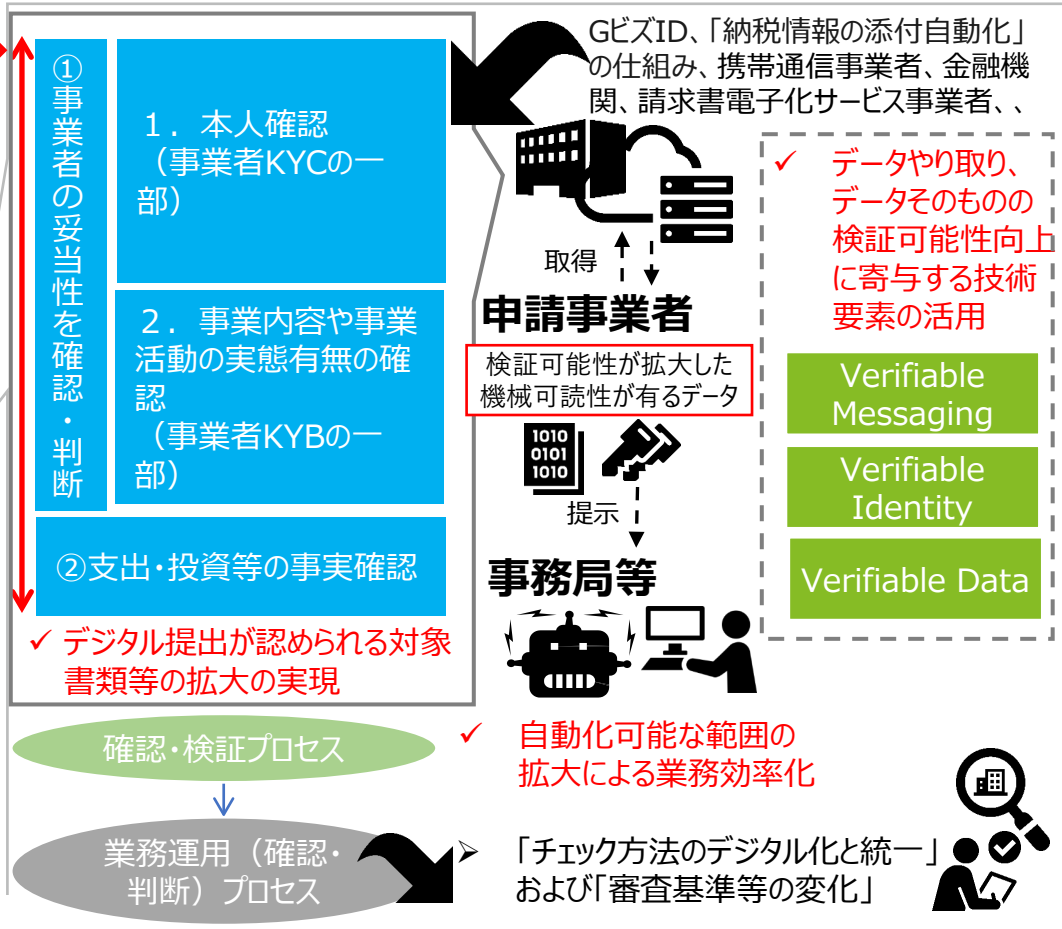 ①事業者の妥当性を確認・判断
１．本人確認
（事業者KYCの一
部）
２．事業内容や事業
活動の実態有無の確
認
（事業者KYBの一
部）
②支出・投資等の事実確認
✓ デジタル提出が認められる対象
書類等の拡大の実現
GビズID、「納税情報の添付自動化」
の仕組み、携帯通信事業者、金融機
関、請求書電子化サービス事業者、、
取得
申請事業者
検証可能性が拡大した
機械可読性が有るデータ
1010
0101
1010
提示
事務局等
✓ データやり取り、
データそのものの
検証可能性向上
に寄与する技術
要素の活用
Verifiable
Messaging
Verifiable
Identity
Verifiable Data
確認・検証プロセス
✓ 自動化可能な範囲の
拡大による業務効率化
業務運用（確認・
判断）プロセス
➢ 「チェック方法のデジタル化と統一」
および「審査基準等の変化」